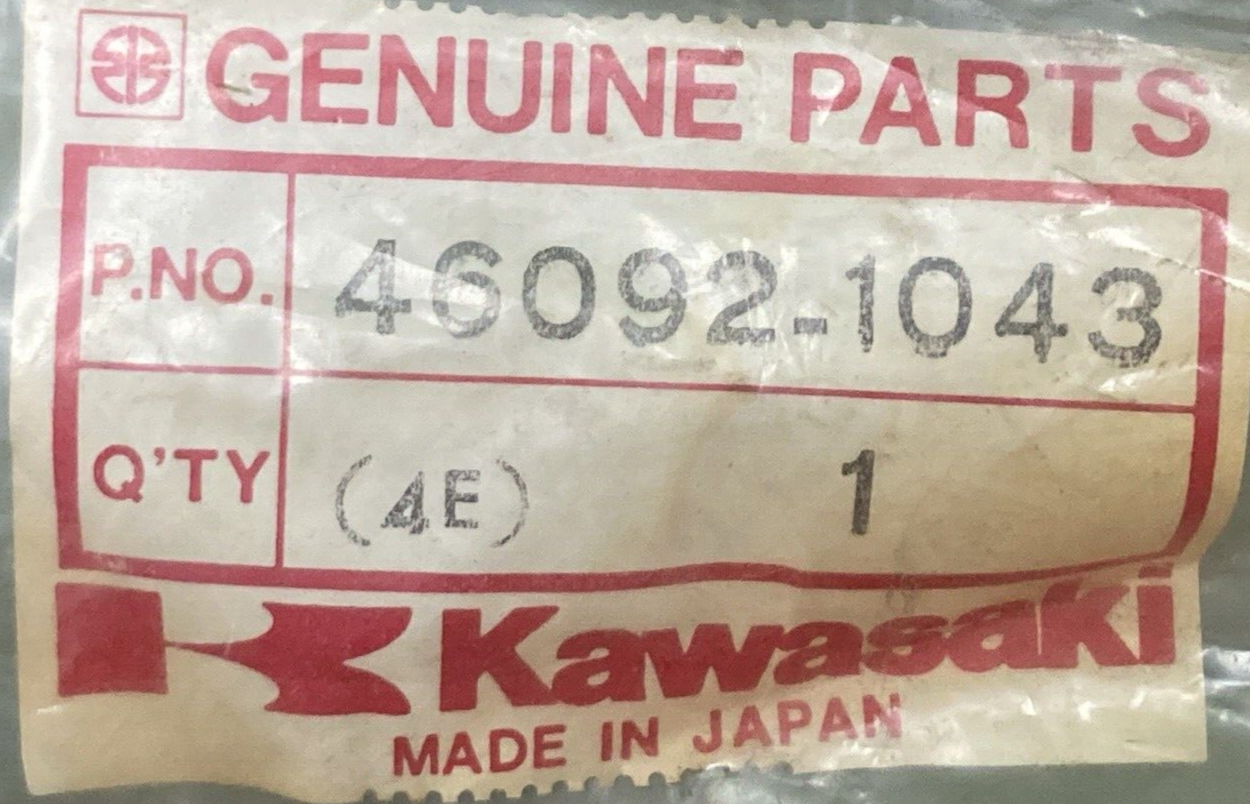 GENUINE PARTS
P.NO. 46092-1043
Q'TY (4E) 1
Kawasaki
MADE IN JAPAN